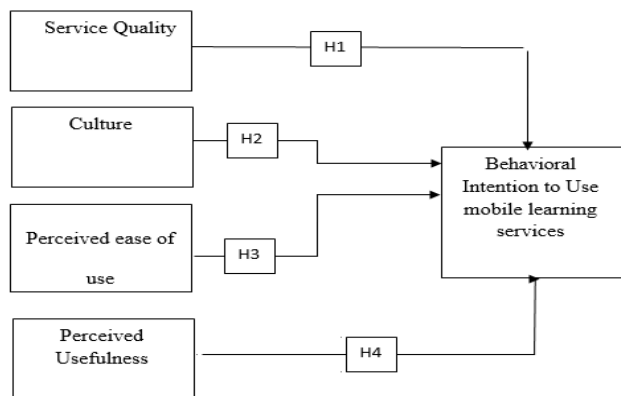 Service Quality
H1
Culture
H2
Behavioral
Intention to Use
mobile learning
services
Perceived ease of
use
H3
Perceived
Usefulness
H4